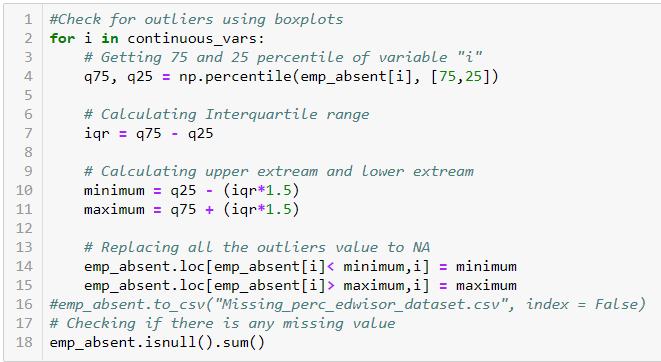 1 #Check for outliers using boxplots
2 for i in continuous_vars:
3     # Getting 75 and 25 percentile of variable "i"
4     q75, q25 = np.percentile(emp_absent[i], [75,25])
5
6     # Calculating Interquartile range
7     iqr = q75 - q25
8
9     # Calculating upper extream and lower extream
10     minimum = q25 - (iqr*1.5)
11     maximum = q75 + (iqr*1.5)
12
13     # Replacing all the outliers value to NA
14     emp_absent.loc[emp_absent[i]< minimum,i] = minimum
15     emp_absent.loc[emp_absent[i]> maximum,i] = maximum
16 #emp_absent.to_csv("Missing_perc_edwisor_dataset.csv", index = False)
17 # Checking if there is any missing value
18 emp_absent.isnull().sum()